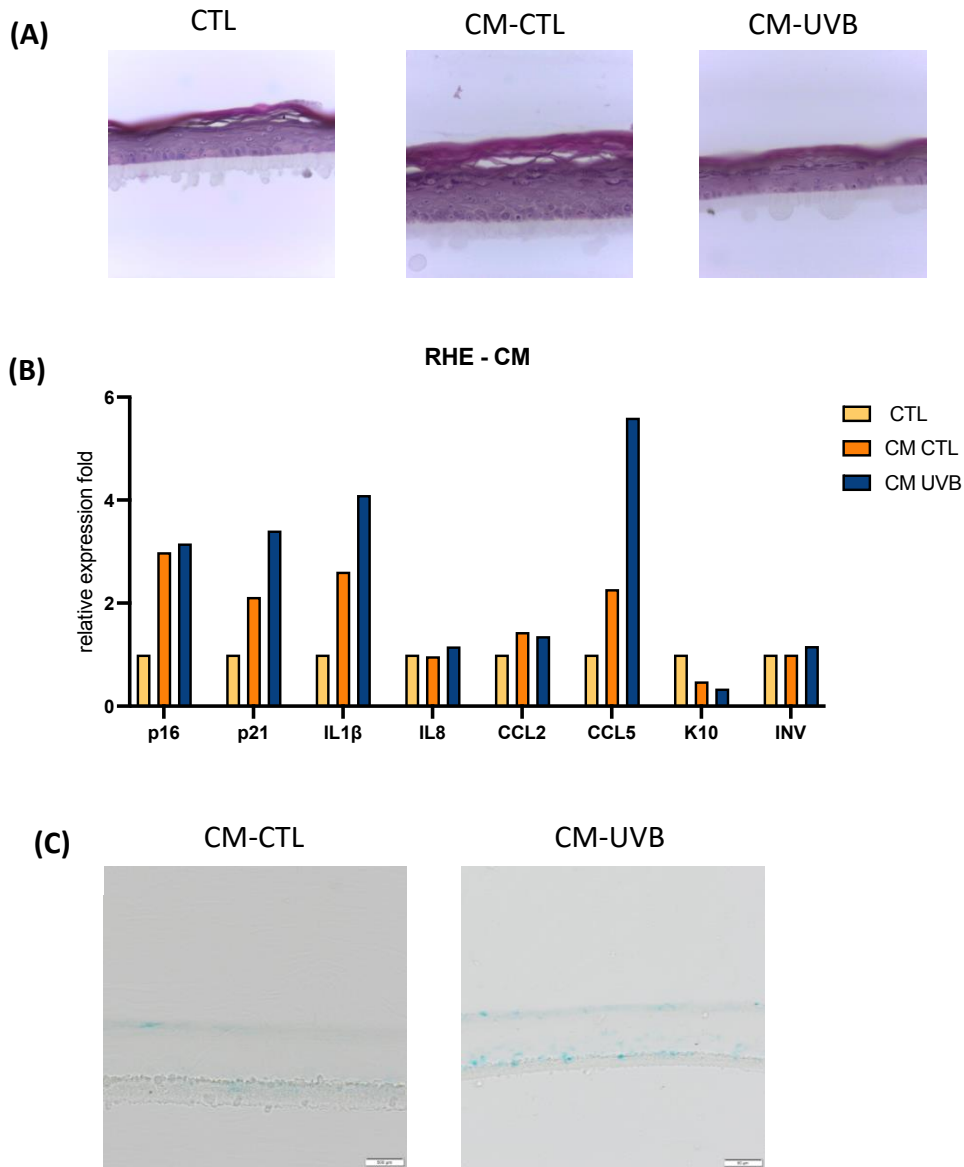 (A)
CTL
CM-CTL
CM-UVB
(B)
RHE - CM
relative expression fold
6
4
2
0
p16
p21
IL1β
IL8
CCL2
CCL5
K10
INV
CTL
CM CTL
CM UVB
(C)
CM-CTL
CM-UVB